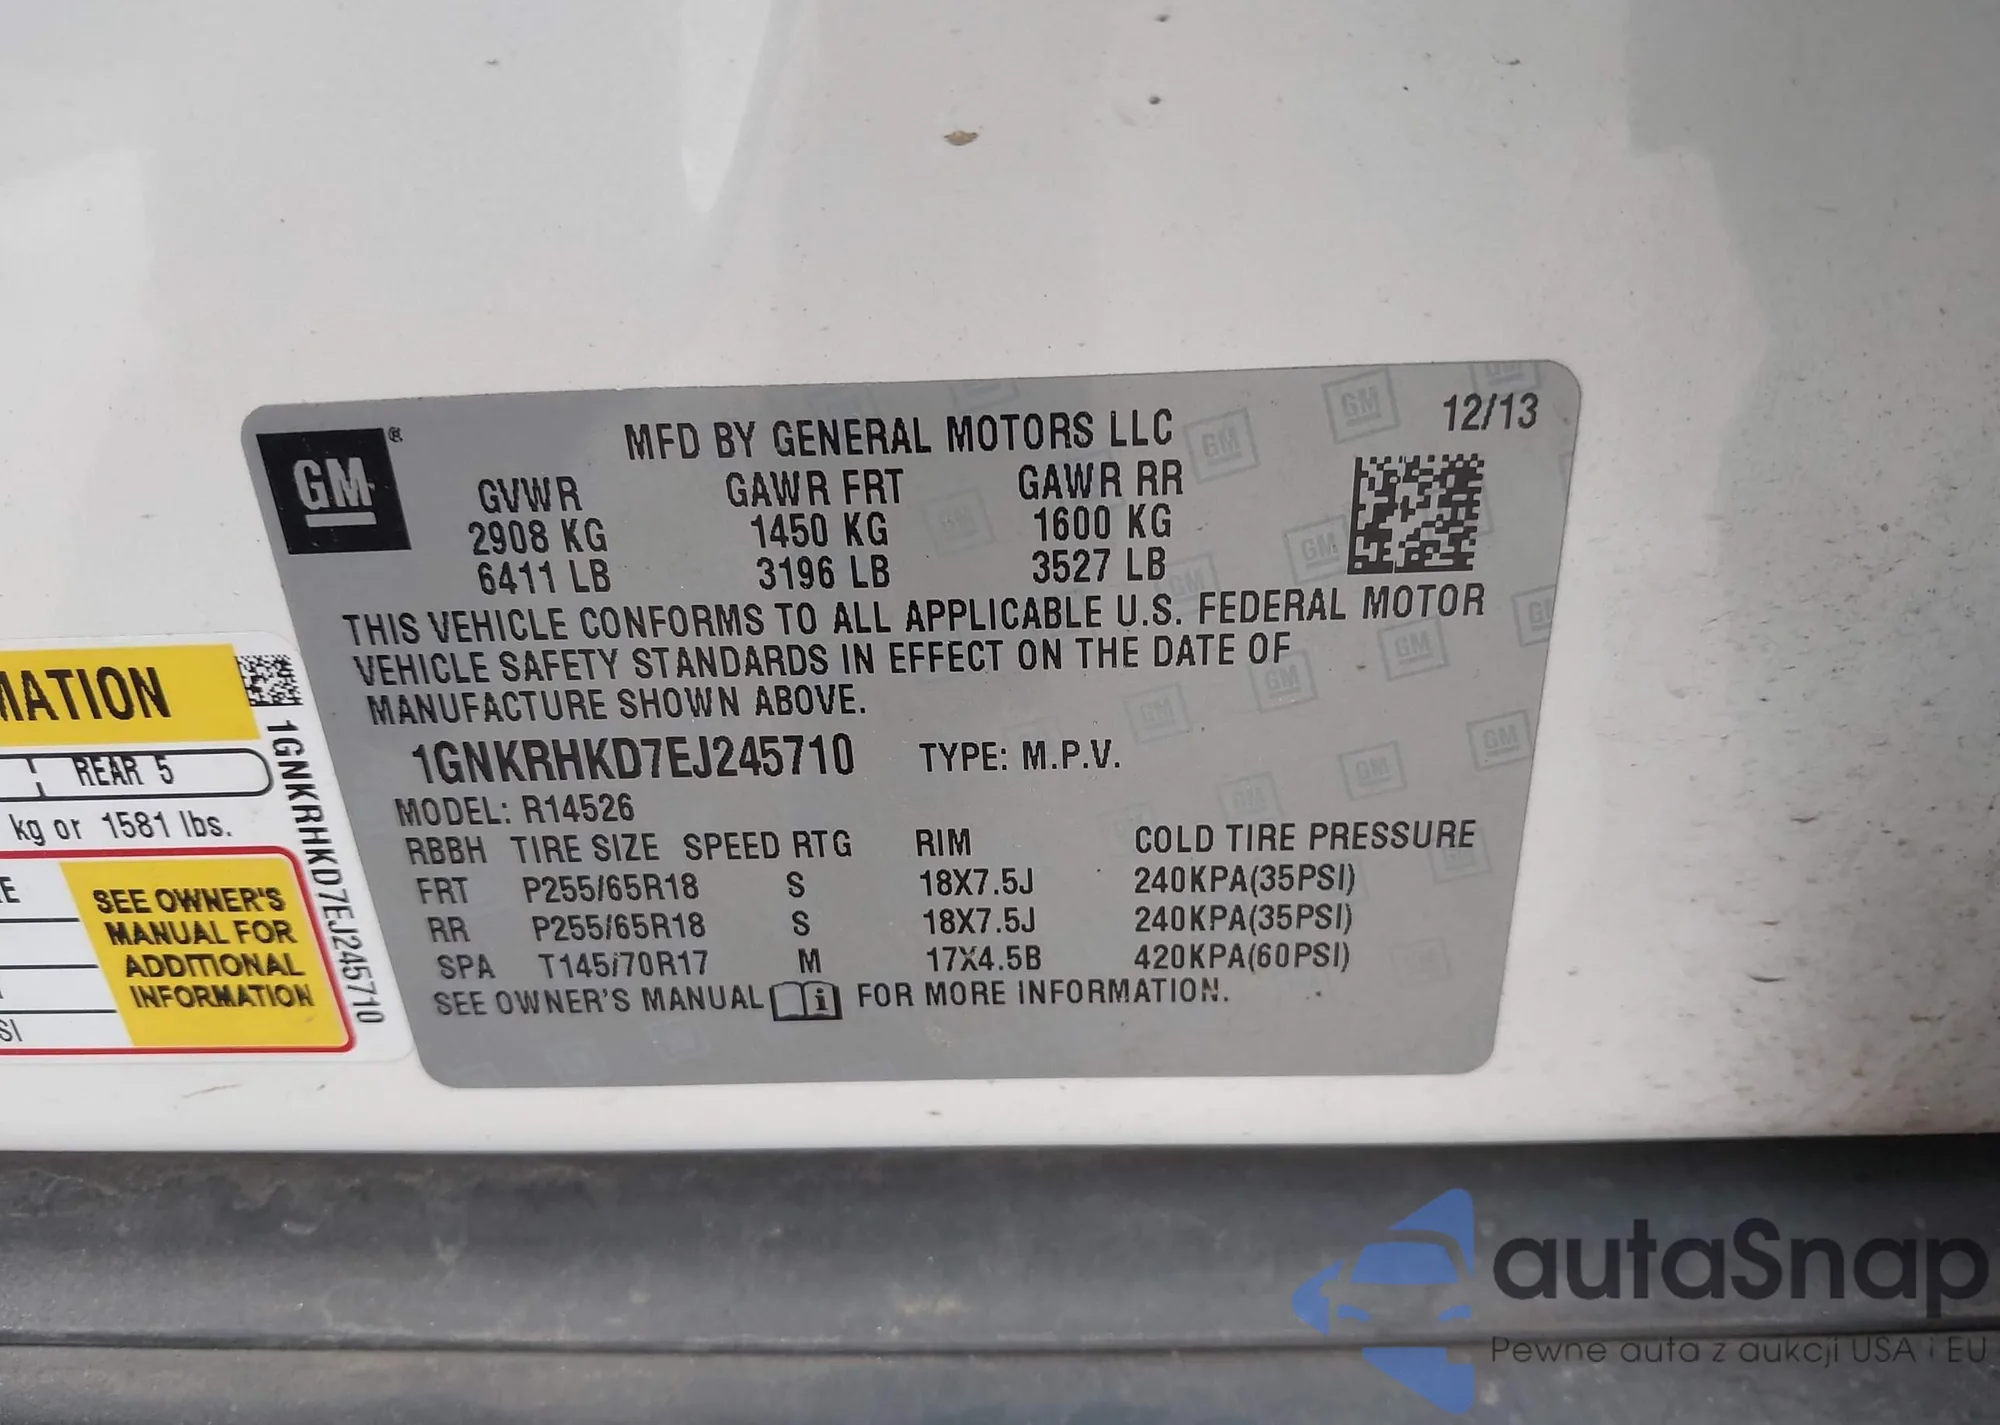 GM ®
MFD BY GENERAL MOTORS LLC
12/13
GVWR GAWR FRT GAWR RR
2908 KG 1450 KG 1600 KG
6411 LB 3196 LB 3527 LB
THIS VEHICLE CONFORMS TO ALL APPLICABLE U.S. FEDERAL MOTOR
VEHICLE SAFETY STANDARDS IN EFFECT ON THE DATE OF
MANUFACTURE SHOWN ABOVE.
1GNKRHKD7EJ245710 TYPE: M.P.V.
MODEL: R14526
RBBH TIRE SIZE SPEED RTG RIM COLD TIRE PRESSURE
FRT P255/65R18 S 18X7.5J 240KPA(35PSI)
RR P255/65R18 S 18X7.5J 240KPA(35PSI)
SPA T145/70R17 M 17X4.5B 420KPA(60PSI)
SEE OWNER'S MANUAL i FOR MORE INFORMATION.
MATION
REAR 5
kg or 1581 lbs.
SEE OWNER'S
MANUAL FOR
ADDITIONAL
INFORMATION
1GNKRHKD7EJ245710
autaSnap
Pewne auta z aukcji USA i EU